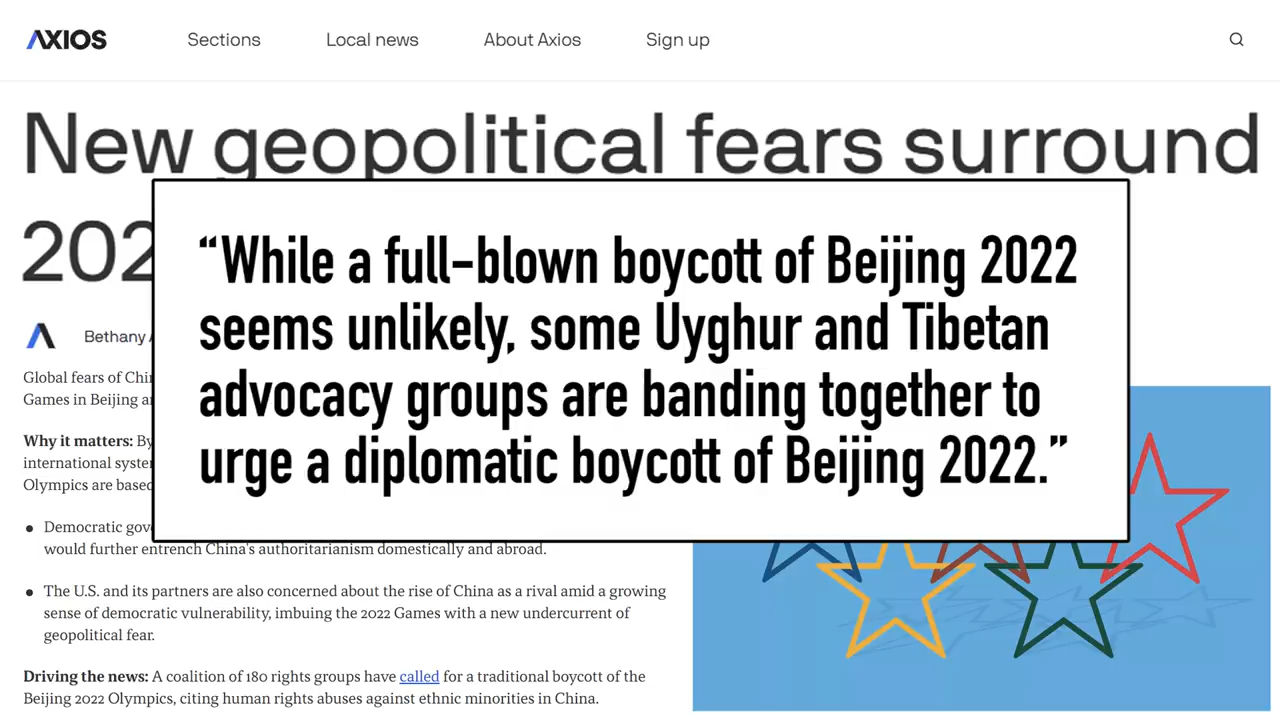 AXIOS Sections Local news About Axios Sign up
New geopolitical fears surround
202
“While a full-blown boycott of Beijing 2022
seems unlikely, some Uyghur and Tibetan
advocacy groups are banding together to
urge a diplomatic boycott of Beijing 2022.”
Bethany
Global fears of
Games in Beijing
Why it matters: By
international
Olympics are based
Democratic
would further entrench China's authoritarianism domestically and abroad.
The U.S. and its partners are also concerned about the rise of China as a rival amid a growing
sense of democratic vulnerability, imbuing the 2022 Games with a new undercurrent of
geopolitical fear.
Driving the news: A coalition of 180 rights groups have called for a traditional boycott of the
Beijing 2022 Olympics, citing human rights abuses against ethnic minorities in China.